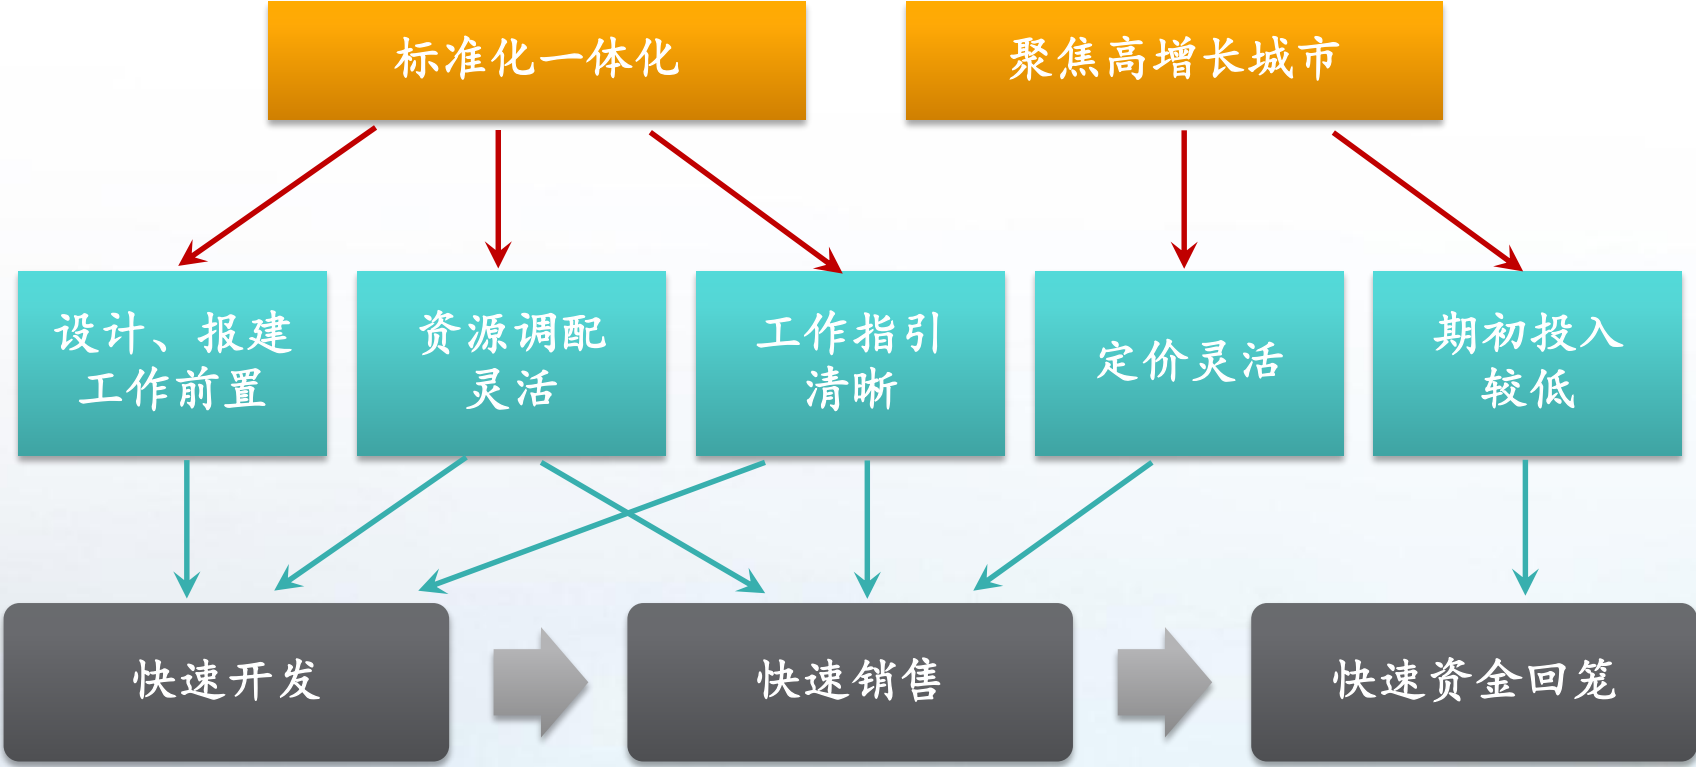 标准化一体化
聚焦高增长城市
设计、报建
工作前置
资源调配
灵活
工作指引
清晰
定价灵活
期初投入
较低
快速开发
快速销售
快速资金回笼